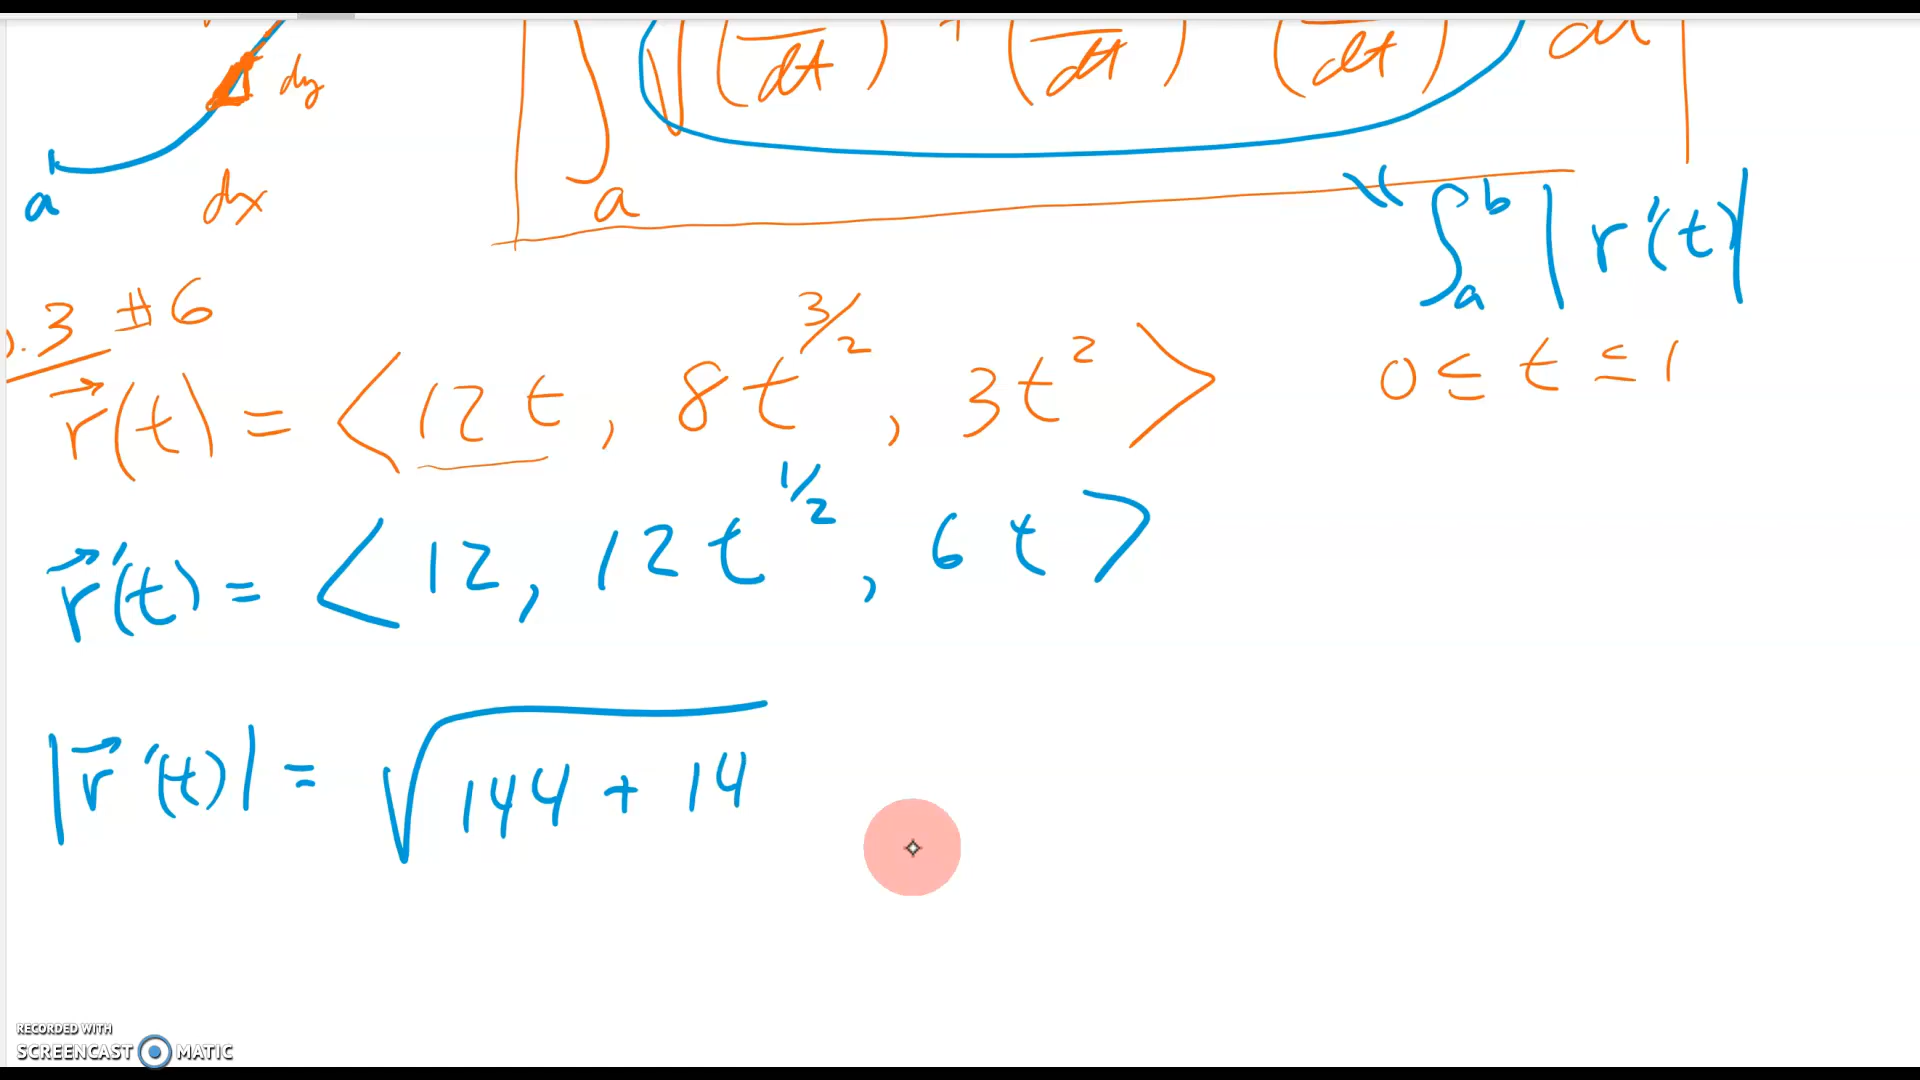 ∫ₐ √(/dt) + (/dt) (/dt)
dy
a
dx
a
" ∫ₐᵇ |r'(t)|
.3 #6
r⃗(t) = <12t, 8t^(3/2), 3t²> 0 ≤ t ≤ 1
r⃗'(t) = <12, 12t^(1/2), 6t>
|r⃗'(t)| = √144 + 14
RECORDED WITH
SCREENCAST MATIC